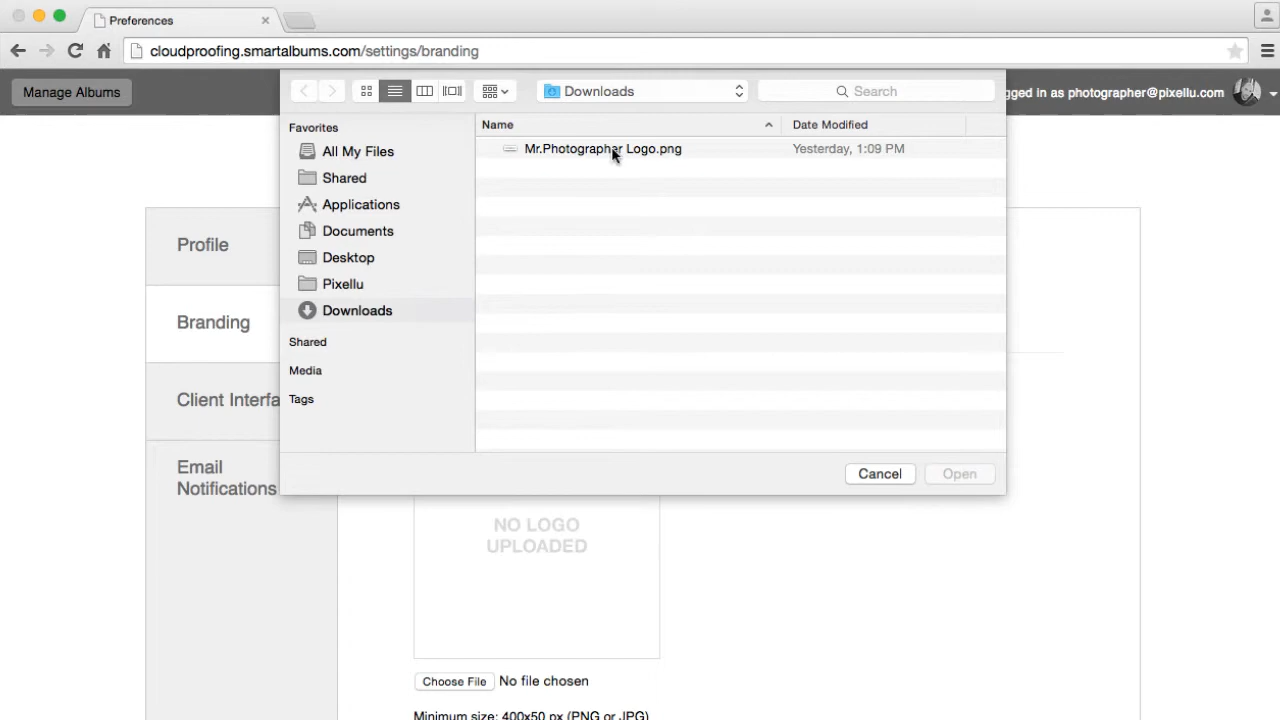 Preferences
cloudproofing.smartalbums.com/settings/branding
Manage Albums
gged in as photographer@pixellu.com
Downloads
Search
Favorites
All My Files
Shared
Applications
Documents
Desktop
Pixellu
Downloads
Shared
Media
Tags
Name
Date Modified
Mr.Photographer Logo.png
Yesterday, 1:09 PM
Cancel
Open
Profile
Branding
Client Interfa
Email
Notifications
NO LOGO
UPLOADED
Choose File No file chosen
Minimum size: 400x50 px (PNG or JPG)